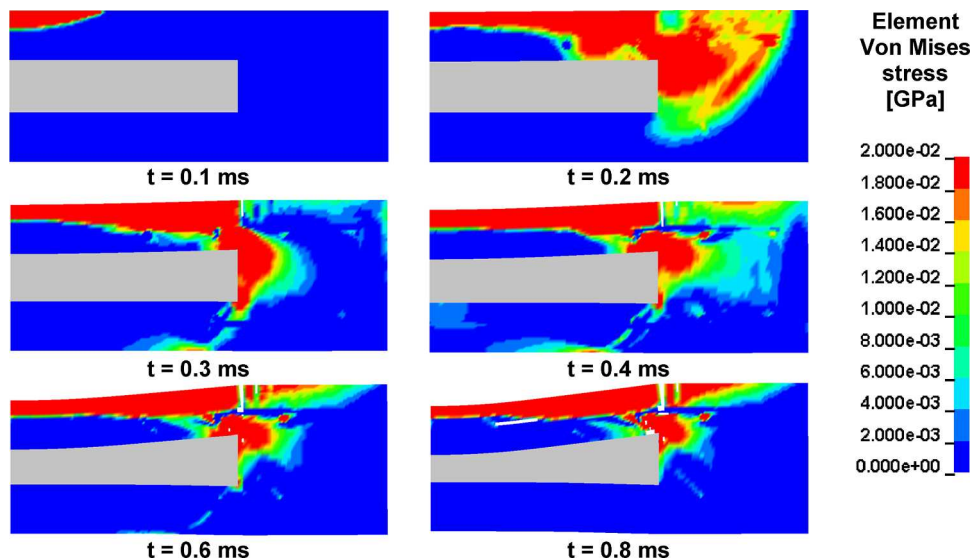 Element
Von Mises
stress
[GPa]
2.000e-02
1.800e-02
1.600e-02
1.400e-02
1.200e-02
1.000e-02
8.000e-03
6.000e-03
4.000e-03
2.000e-03
0.000e+00
t = 0.1 ms
t = 0.2 ms
t = 0.3 ms
t = 0.4 ms
t = 0.6 ms
t = 0.8 ms